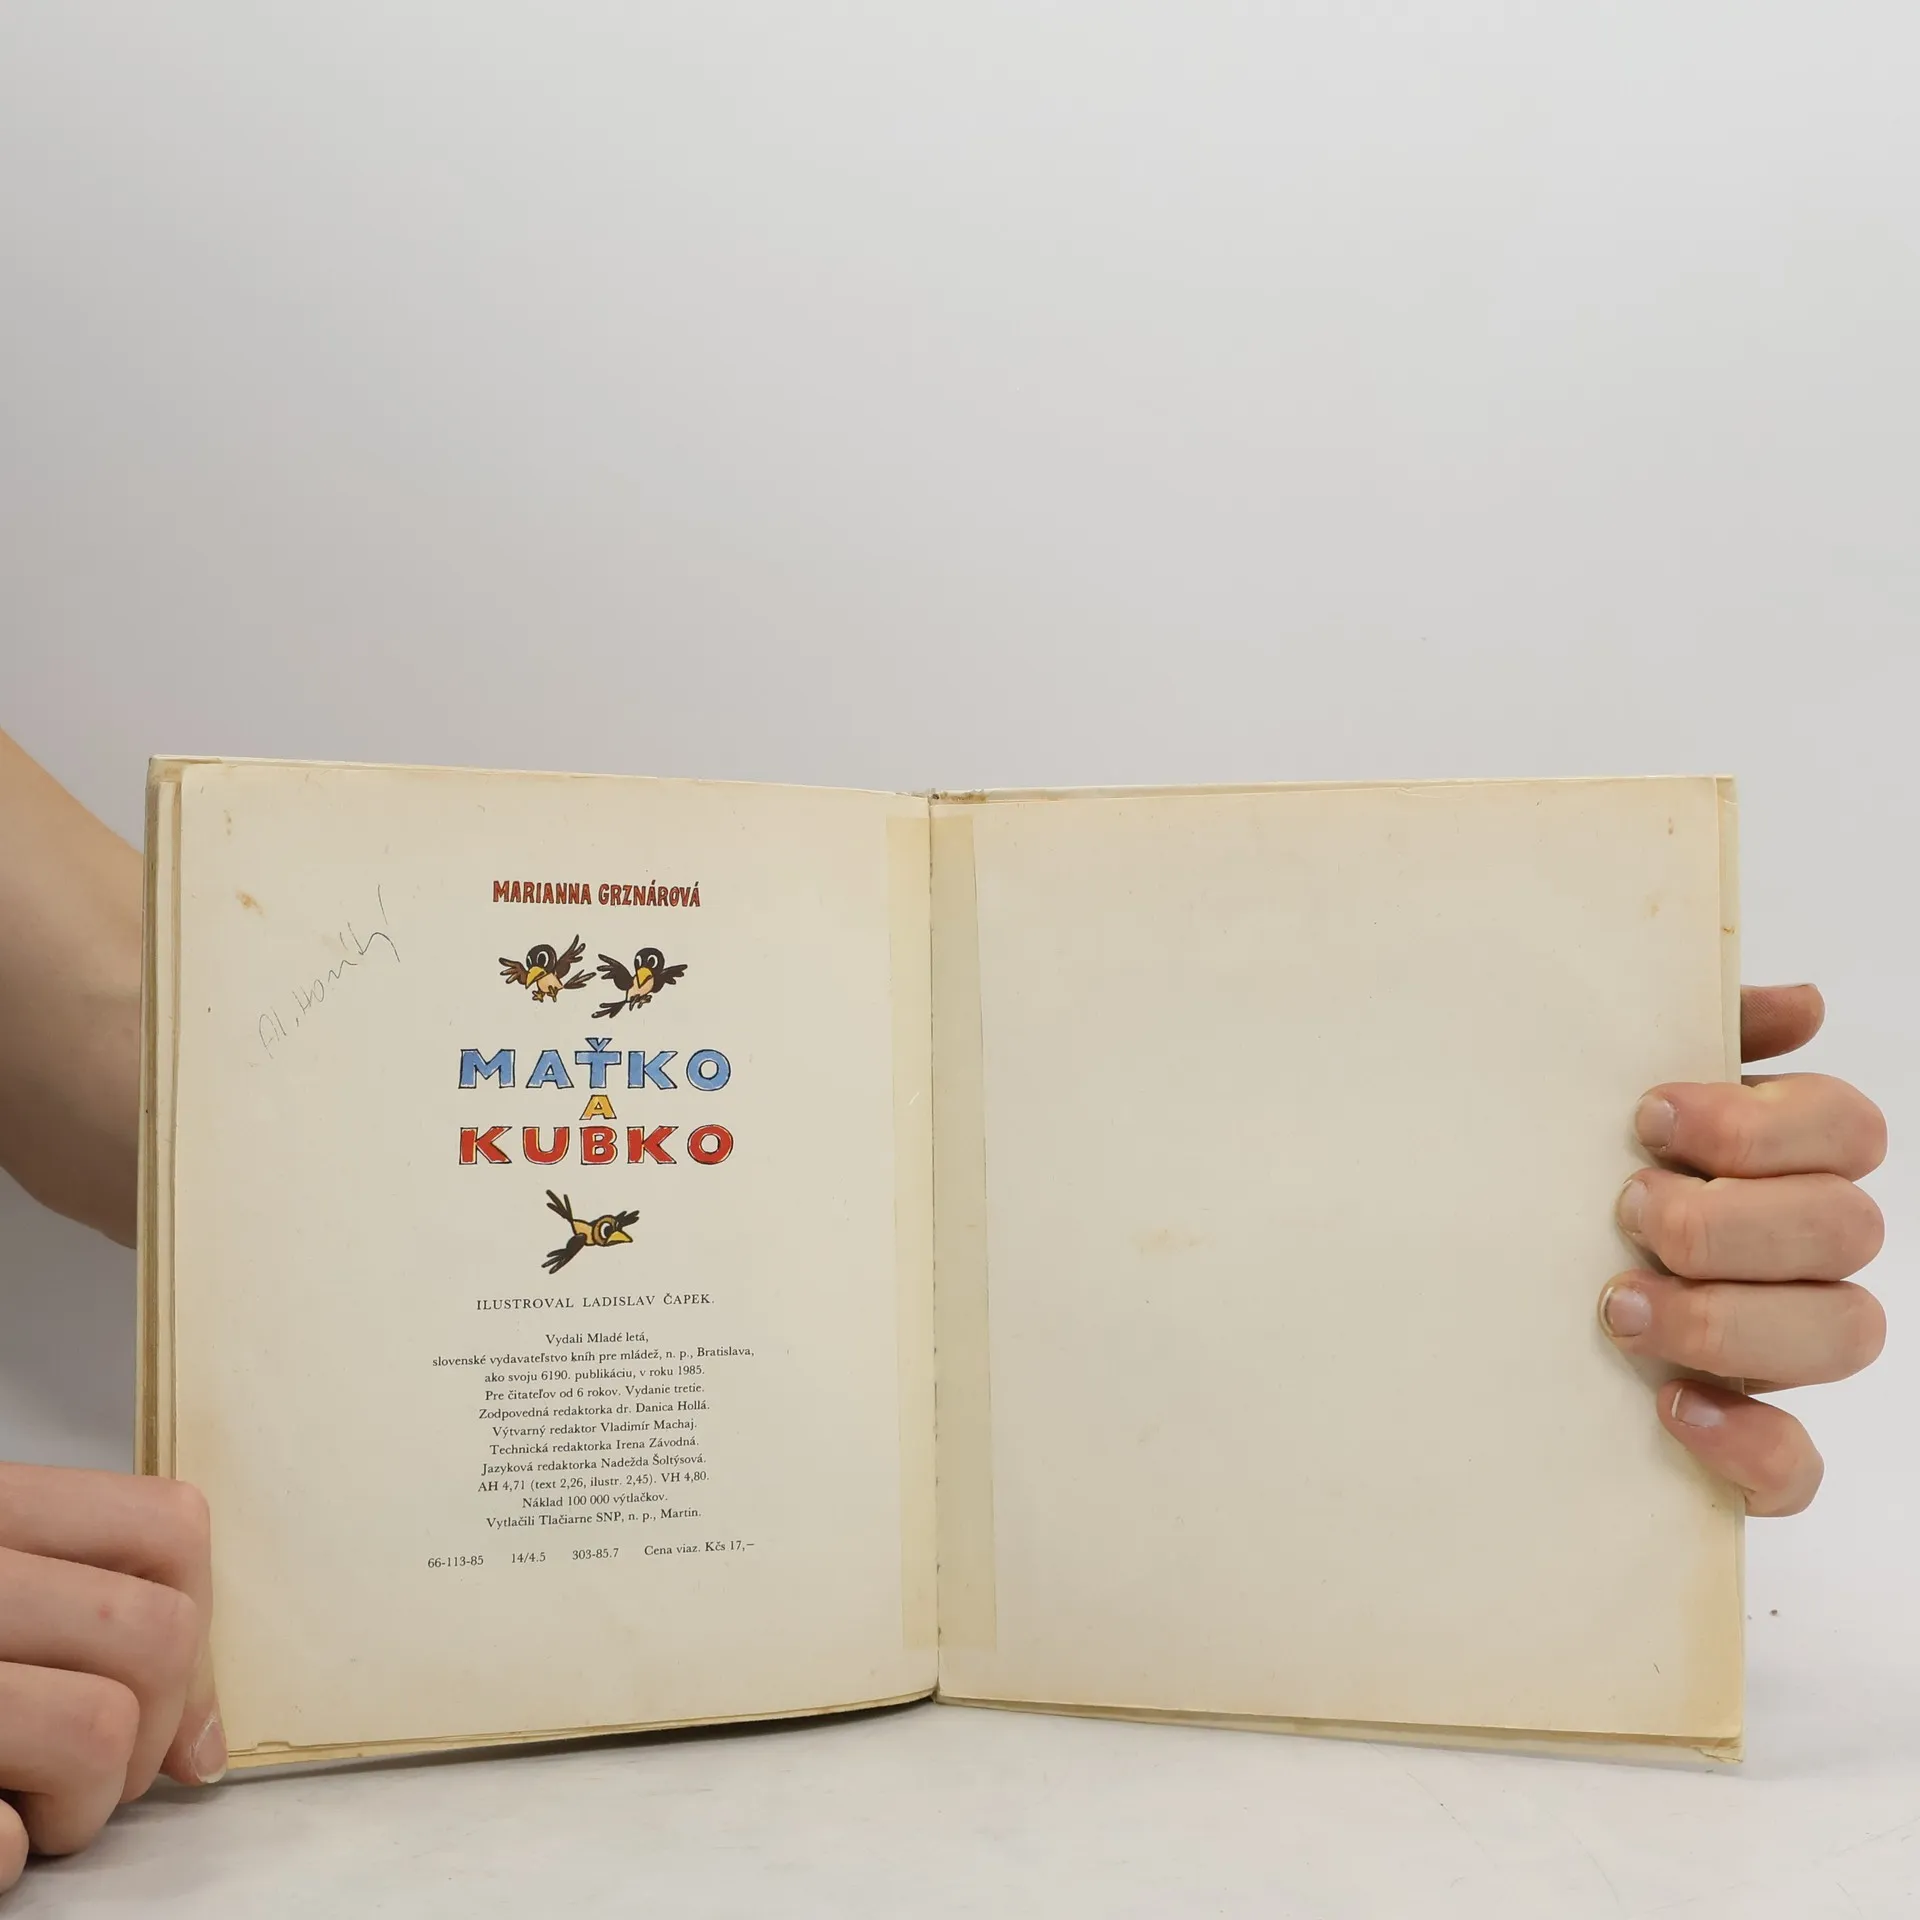 MARIANNA GRZNÁROVÁ
MAŤKO
A
KUBKO
ILUSTROVAL LADISLAV ČAPEK.
Vydali Mladé letá,
slovenské vydavateľstvo kníh pre mládež, n. p., Bratislava,
ako svoju 6190. publikáciu, v roku 1985.
Pre čitateľov od 6 rokov. Vydanie tretie.
Zodpovedná redaktorka dr. Danica Hollá.
Výtvarný redaktor Vladimír Machaj.
Technická redaktorka Irena Závodná.
Jazyková redaktorka Nadežda Šoltýsová.
AH 4,71 (text 2,26, ilustr. 2,45). VH 4,80.
Náklad 100 000 výtlačkov.
Vytlačili Tlačiarne SNP, n. p., Martin.
66-113-85 14/4.5 303-85.7 Cena viaz. Kčs 17,—